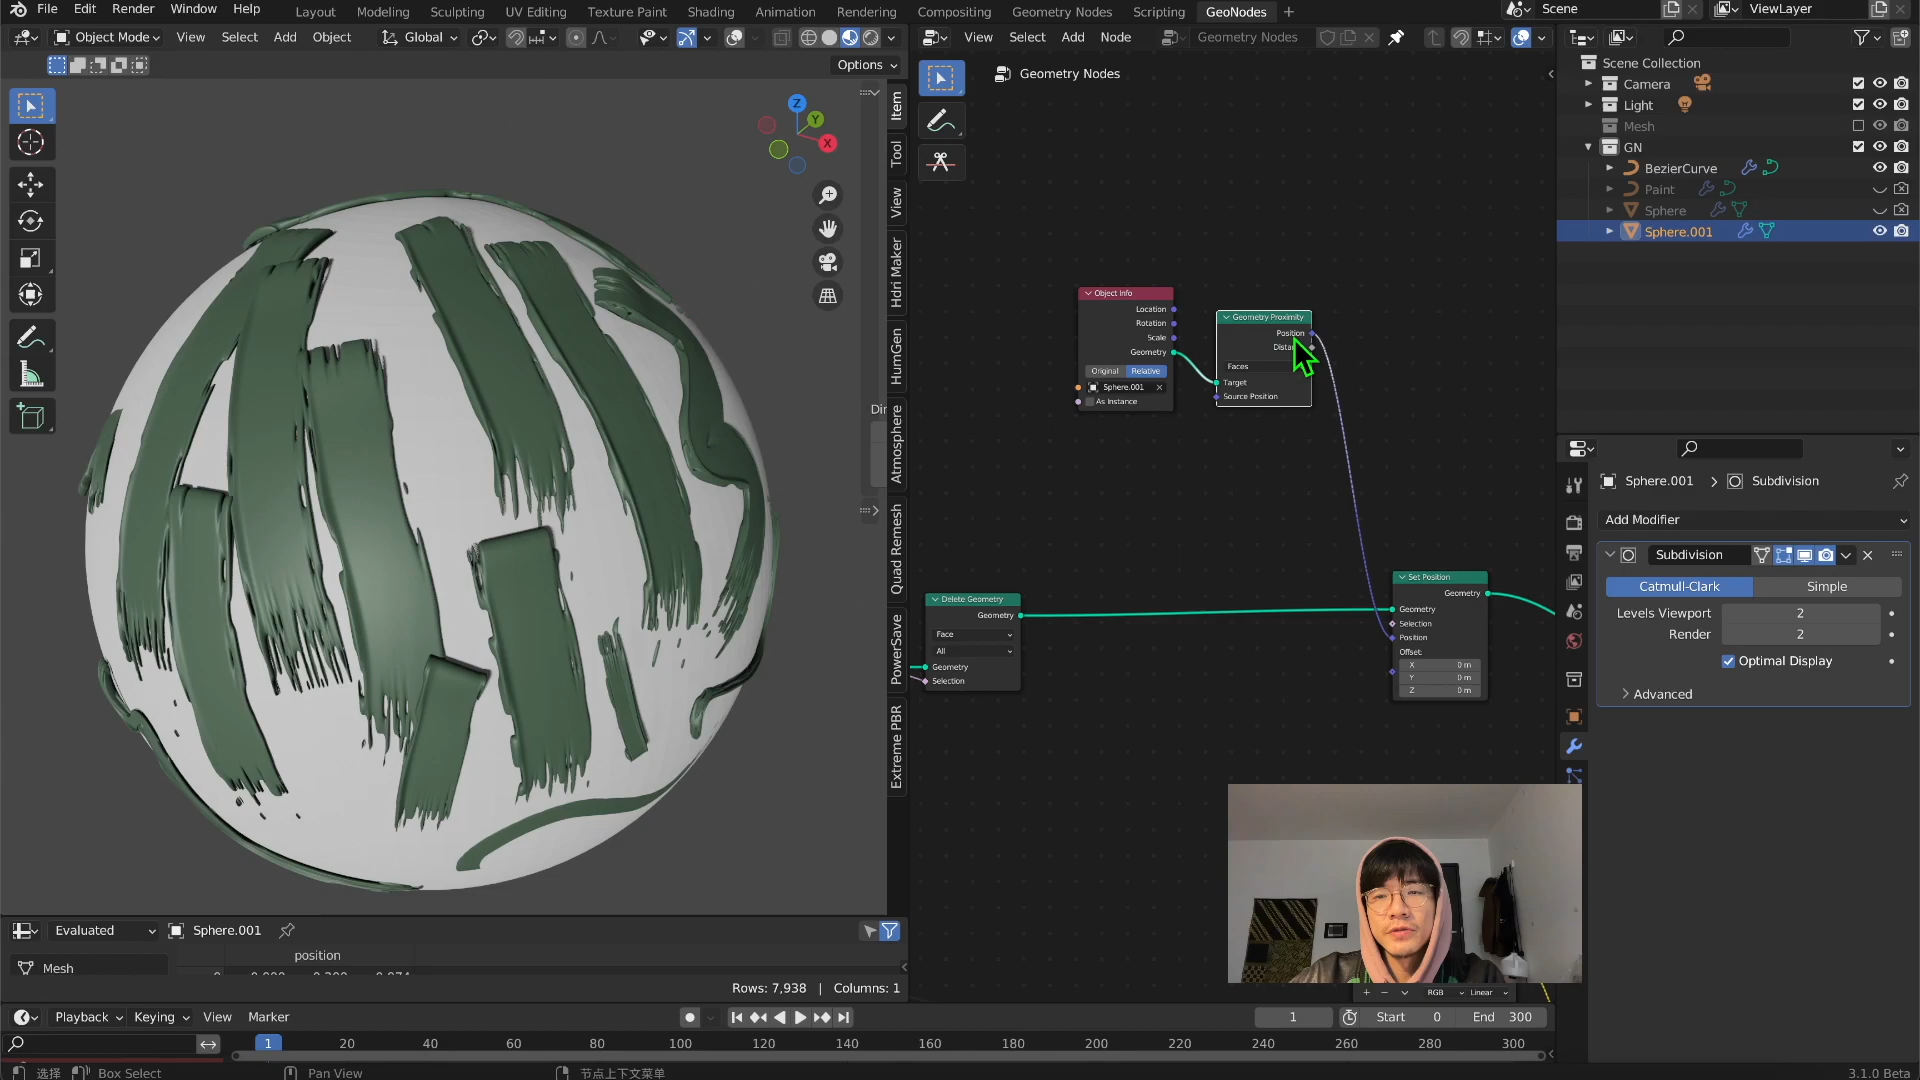 File Edit Render Window Help Layout Modeling Sculpting UV Editing Texture Paint Shading Animation Rendering Compositing Geometry Nodes Scripting GeoNodes Scene ViewLayer
Object Mode View Select Add Object Global
View Select Add Node Geometry Nodes
Options
Geometry Nodes
Z
Y
X
Item
Tool
View
Hdri Maker
HumGen
Atmosphere
Quad Remesh
PowerSave
Extreme PBR
Object Info
Location
Rotation
Scale
Geometry
Original Relative
Sphere.001
As Instance
Geometry Proximity
Position
Faces
Target
Source Position
Delete Geometry
Geometry
Face
All
Geometry
Selection
Set Position
Geometry
Geometry
Selection
Position
Offset:
X 0 m
Y 0 m
Z 0 m
RGB Linear
Scene Collection
Camera
Light
Mesh
GN
BezierCurve
Paint
Sphere
Sphere.001
Sphere.001 Subdivision
Add Modifier
Subdivision
Catmull-Clark Simple
Levels Viewport 2
Render 2
Optimal Display
Advanced
Evaluated Sphere.001
position
Mesh
Rows: 7,938 | Columns: 1
Playback Keying View Marker
1 Start 0 End 300
1 20 40 60 80 100 120 140 160 180 200 220 240 260 280 300
选择 Box Select Pan View 节点上下文菜单 3.1.0 Beta